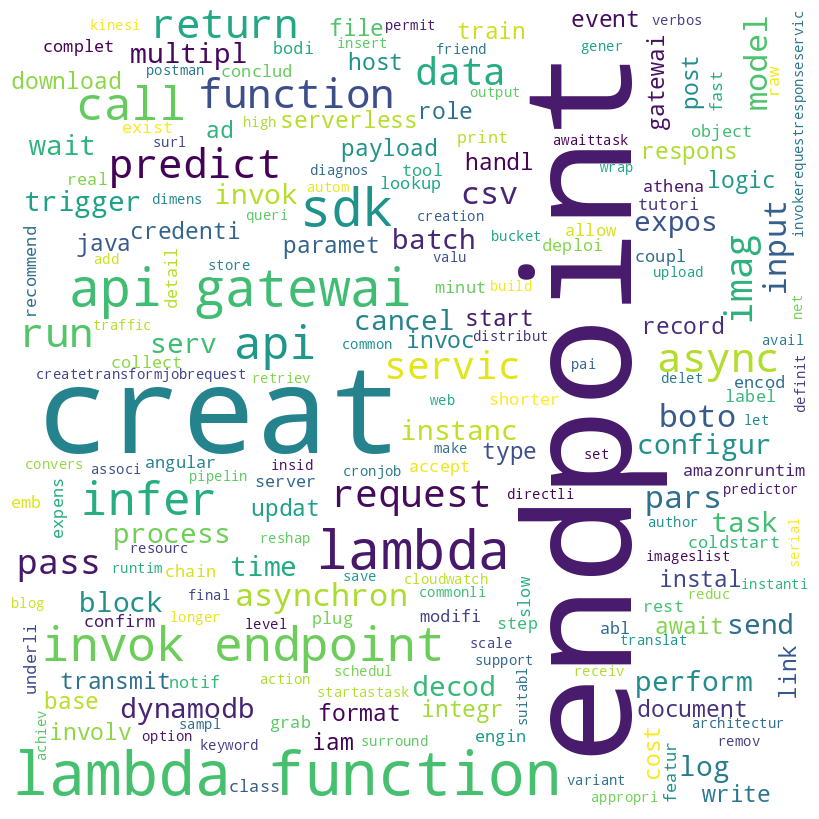 kinesi
return
file
permit
train
event
verbos
complet
multipl
bodi
insert
friend
gener
postman
conclud
host
data
gatewai
post
fast
model
raw
download
call
function
output
exist
high
serverless
role
surl
ad
print
awaittask
object
invokerequestresponseservic
wait
predict
payload
handl
wrap
respons
real
diagnos
tool
lookup
autom
invok
sdk
csv
athena
logic
trigger
dimens
queri
creation
tutori
allow
expos
input
java
credenti
paramet
batch
bucket
deploi
imag
recommend
add
store
valu
coupl
detail
api gatewai
minut
build
upload
net
traffic
cancel
start
distribut
record
run
serv
api
common
invoc
endpoint
async
collect
createtransformjobrequest
retriev
servic
pai
delet
encod
avail
definit
creat
web
shorter
label
let
boto
convers
associ
angular
instanc
make
type
set
configur
pipelin
insid
cronjob
accept
server
amazonruntim
emb
expens
infer
updat
request
directli
pars
predictor
process
reshap
author
task
serial
pass
resourc
lambda
coldstart
imageslist
runtim
chain
time
cloudwatch
commonli
slow
instal
reduc
instanti
blog
block
final
save
asynchron
longer
confirm
level
plug
modifi
step
rest
abl
await
send
invok endpoint
scale
support
translat
underli
transmit
notif
schedul
decod
receiv
perform
link
base
action
startastask
suitabl
dynamodb
format
integr
document
achiev
involv
sampl
grab
architectur
option
keyword
iam
surround
engin
cost
remov
log
lambda function
class
variant
featur
write
appropri